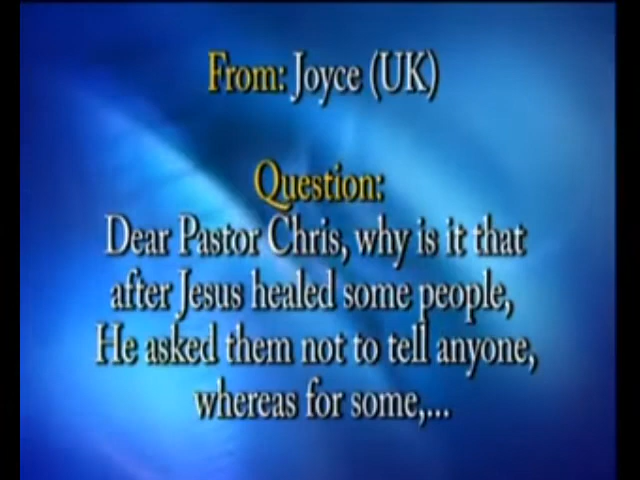 From: Joyce (UK)
Question:
Dear Pastor Chris, why is it that
after Jesus healed some people,
He asked them not to tell anyone,
whereas for some,...